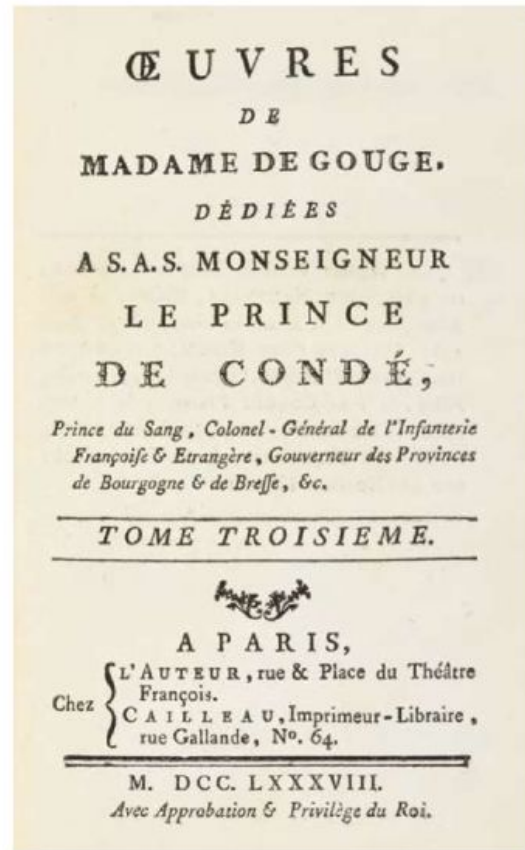 ŒUVRES
DE
MADAME DE GOUGE.
DÉDIÉES
A S.A.S. MONSEIGNEUR
LE PRINCE
DE CONDÉ,
Prince du Sang, Colonel-Général de l'Infanterie
Françoiſe & Etrangère, Gouverneur des Provinces
de Bourgogne & de Breſſe, &c.
TOME TROISIEME.
A PARIS,
L'AUTEUR, rue & Place du Théâtre
François.
Chez
CAILLEAU, Imprimeur-Libraire,
rue Gallande, Nº. 64.
M. DCC. LXXXVIII.
Avec Approbation & Privilège du Roi.